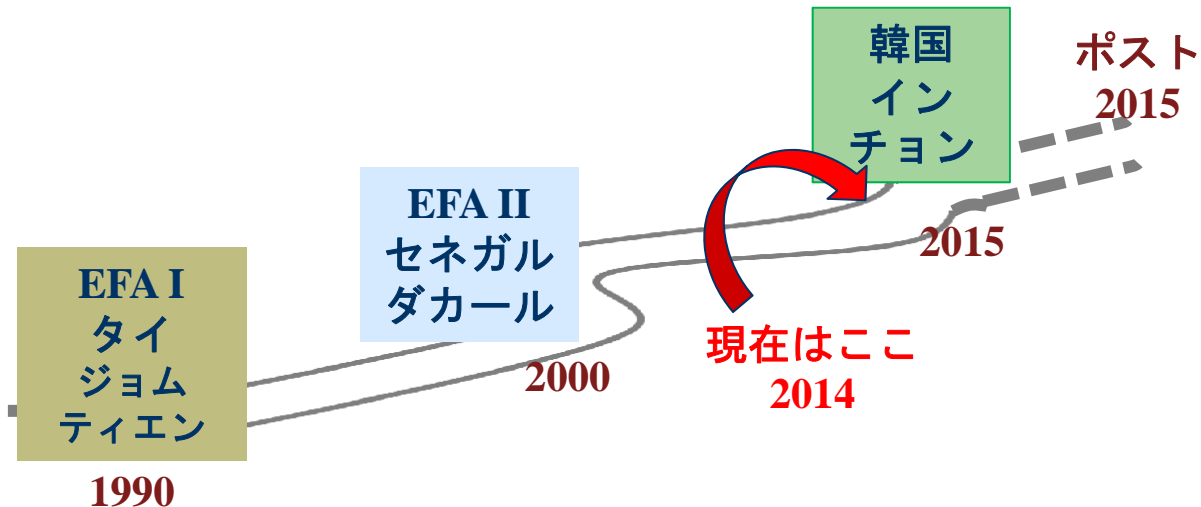 EFA I
タイ
ジョム
ティエン
1990
EFA II
セネガル
ダカール
2000
現在はここ
2014
韓国
イン
チョン
2015
ポスト
2015